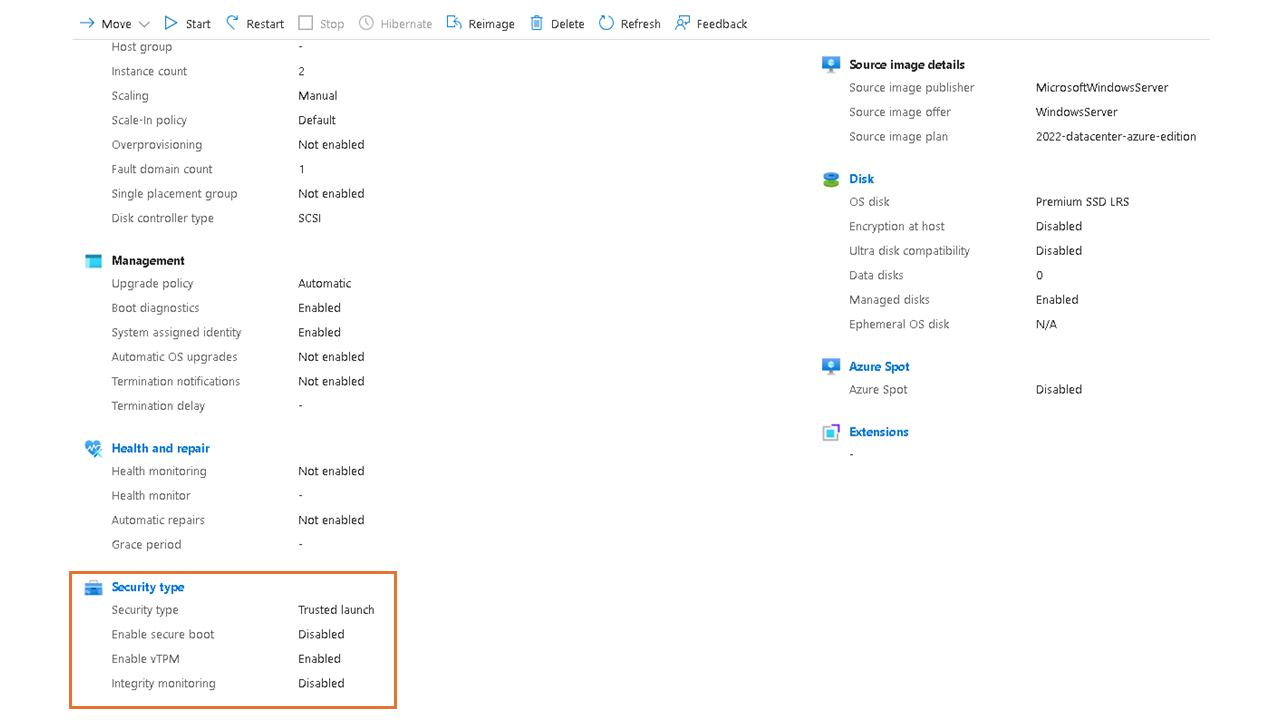 Move Start Restart Stop Hibernate Reimage Delete Refresh Feedback
Host group -
Instance count 2
Scaling Manual
Scale-In policy Default
Overprovisioning Not enabled
Fault domain count 1
Single placement group Not enabled
Disk controller type SCSI
Management
Upgrade policy Automatic
Boot diagnostics Enabled
System assigned identity Enabled
Automatic OS upgrades Not enabled
Termination notifications Not enabled
Termination delay -
Health and repair
Health monitoring Not enabled
Health monitor -
Automatic repairs Not enabled
Grace period -
Security type
Security type Trusted launch
Enable secure boot Disabled
Enable vTPM Enabled
Integrity monitoring Disabled
Source image details
Source image publisher MicrosoftWindowsServer
Source image offer WindowsServer
Source image plan 2022-datacenter-azure-edition
Disk
OS disk Premium SSD LRS
Encryption at host Disabled
Ultra disk compatibility Disabled
Data disks 0
Managed disks Enabled
Ephemeral OS disk N/A
Azure Spot
Azure Spot Disabled
Extensions
-